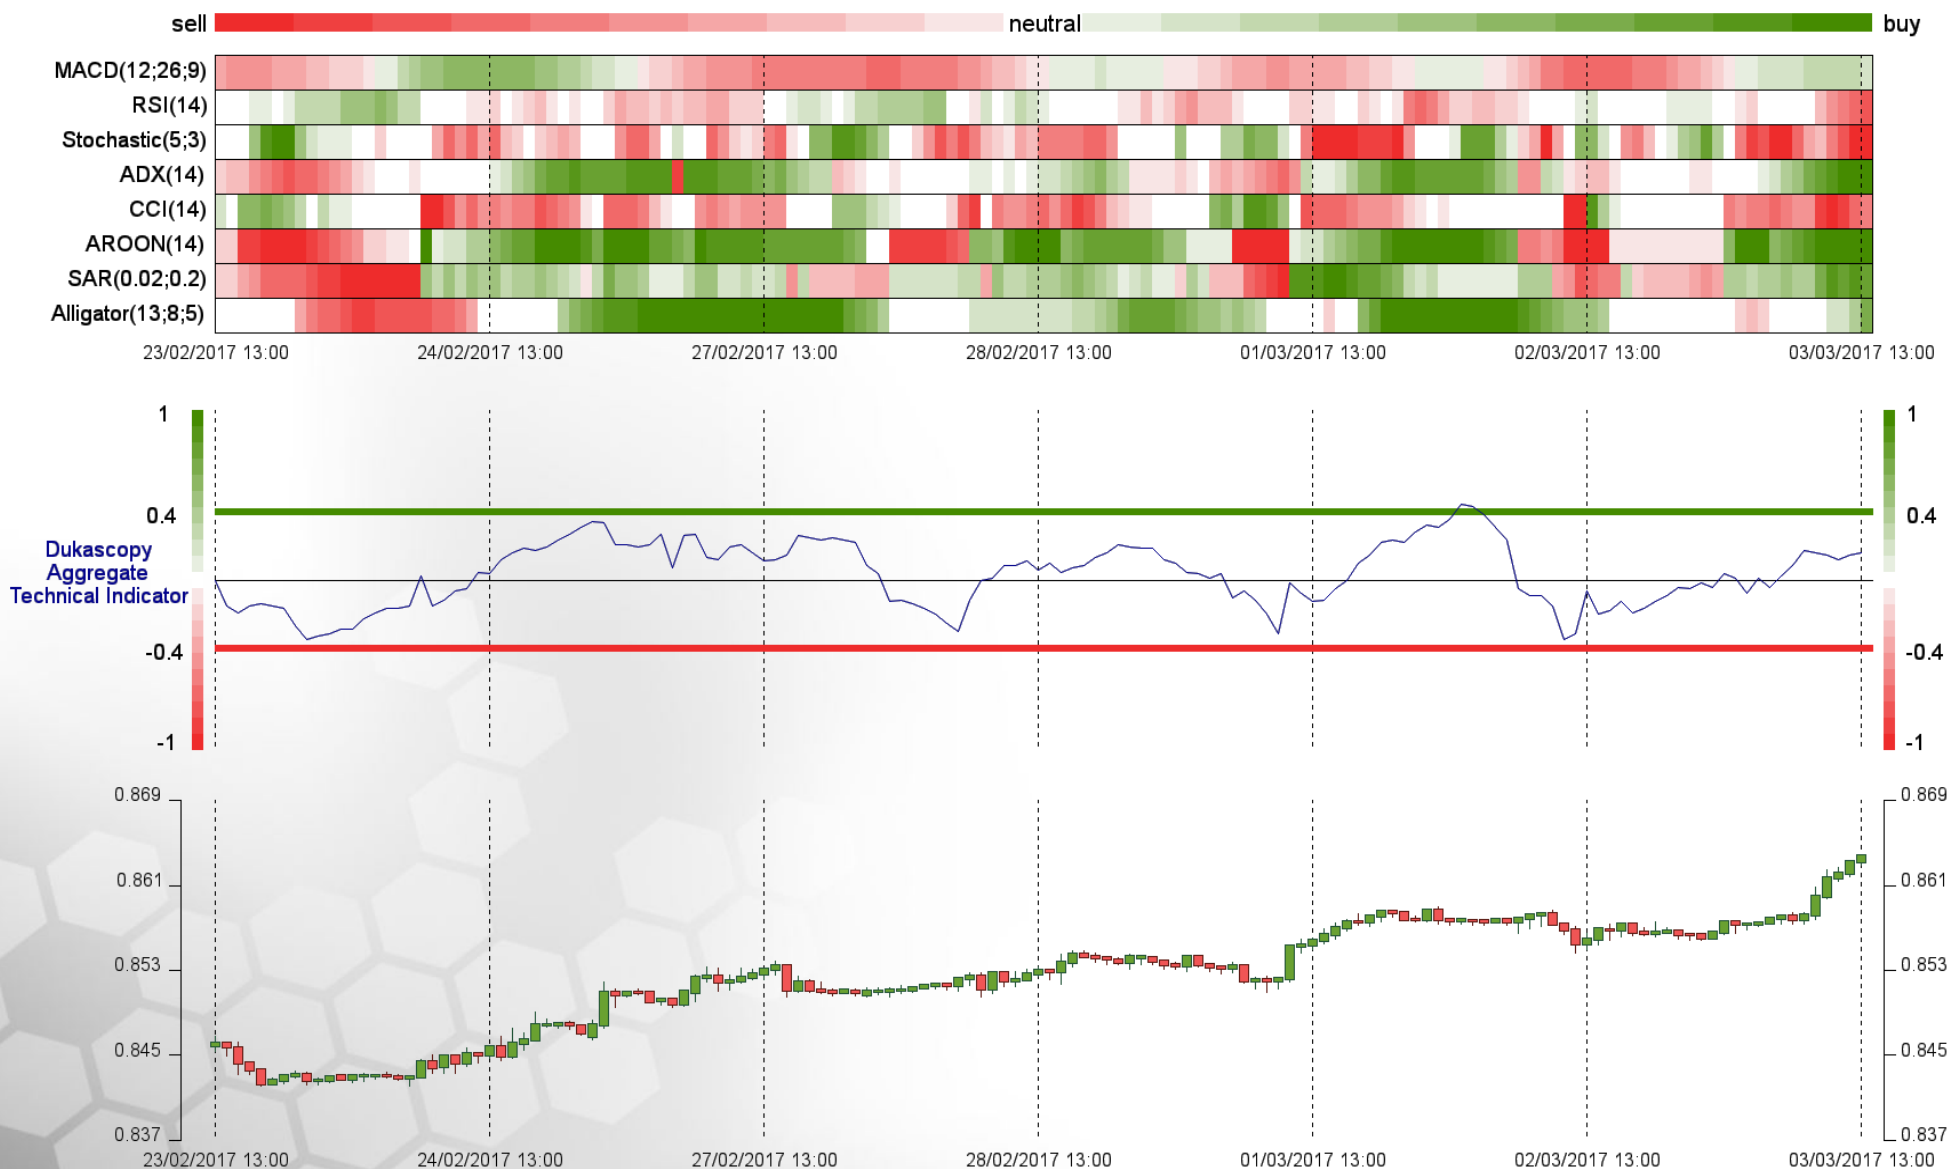 sell neutral buy
MACD(12;26;9)
RSI(14)
Stochastic(5;3)
ADX(14)
CCI(14)
AROON(14)
SAR(0.02;0.2)
Alligator(13;8;5)
23/02/2017 13:00 24/02/2017 13:00 27/02/2017 13:00 28/02/2017 13:00 01/03/2017 13:00 02/03/2017 13:00 03/03/2017 13:00
1 1
0.4 0.4
Dukascopy
Aggregate
Technical Indicator
-0.4 -0.4
-1 -1
0.869 0.869
0.861 0.861
0.853 0.853
0.845 0.845
0.837 0.837
23/02/2017 13:00 24/02/2017 13:00 27/02/2017 13:00 28/02/2017 13:00 01/03/2017 13:00 02/03/2017 13:00 03/03/2017 13:00